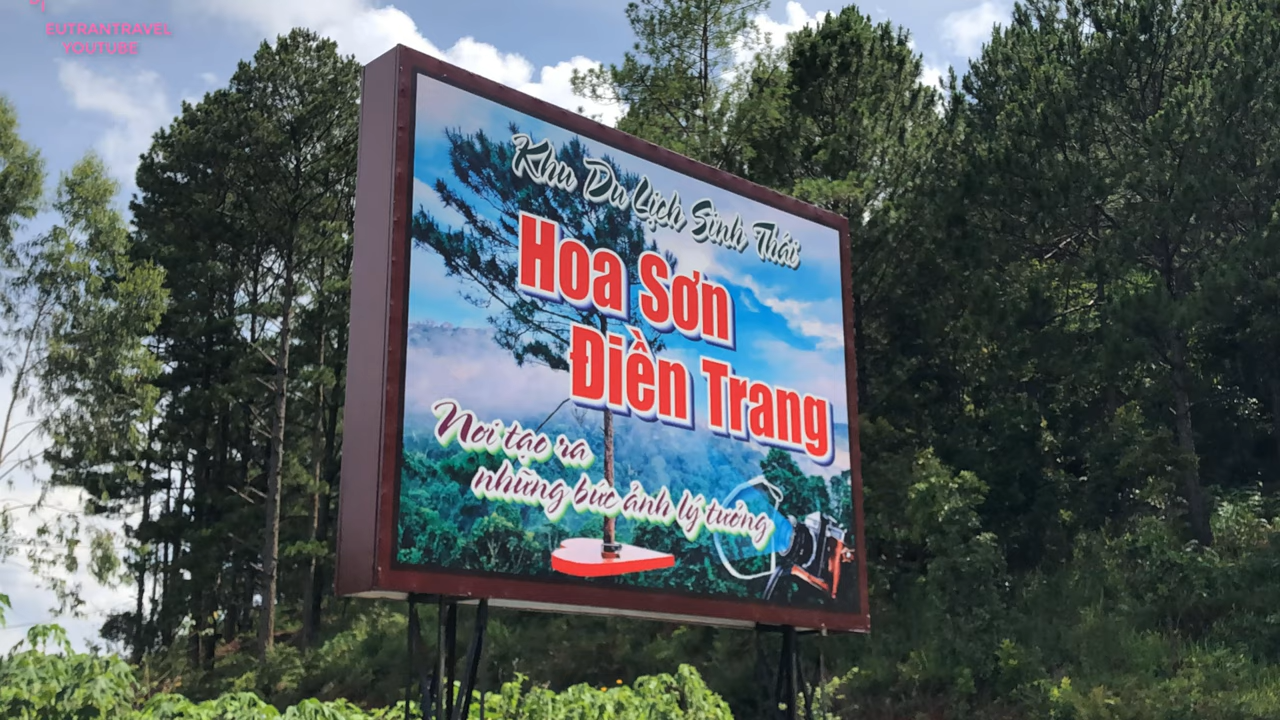 EUTRANTRAVEL
YOUTUBE
Khu Du Lịch Sinh Thái
Hoa Sơn
Điền Trang
Nơi tạo ra
những bức ảnh lý tưởng